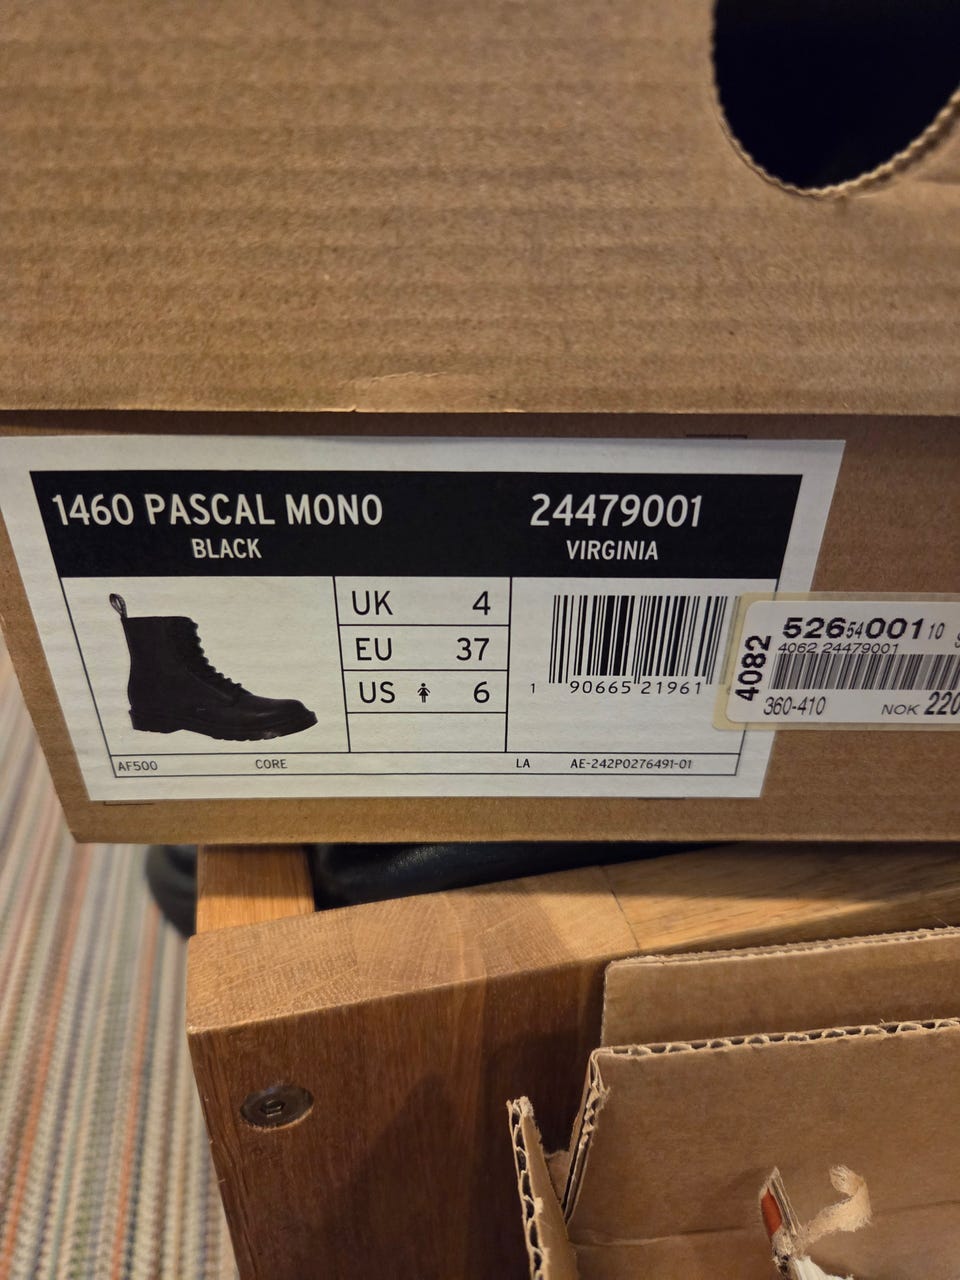 1460 PASCAL MONO
BLACK
24479001
VIRGINIA
UK 4
EU 37
US 6
1 90665 21961
AF500 CORE LA AE-242P0276491-01
4082
526 54 001 10
4062 24479001
360-410 NOK 220